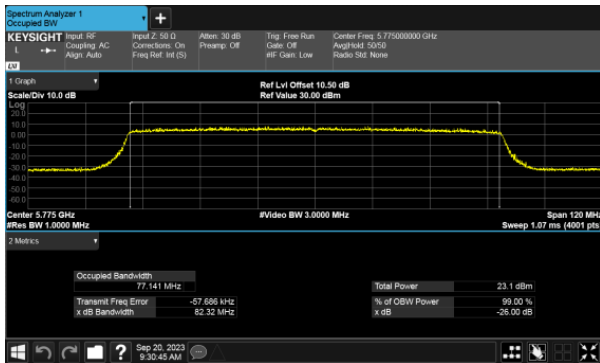 Spectrum Analyzer 1
Occupied BW
KEYSIGHT Input: RF Input Z: 50 Ω Atten: 30 dB Trig: Free Run Center Freq: 5.775000000 GHz
L Coupling: AC Corrections: On Preamp: Off Gate: Off Avg|Hold: 50/50
Align: Auto Freq Ref: Int (S) #IF Gain: Low Radio Std: None
1 Graph
Ref Lvl Offset 10.50 dB
Scale/Div 10.0 dB Ref Value 30.00 dBm
Log
20.0
10.0
0.00
-10.0
-20.0
-30.0
-40.0
-50.0
-60.0
Center 5.775 GHz #Video BW 3.0000 MHz Span 120 MHz
#Res BW 1.0000 MHz Sweep 1.07 ms (4001 pts)
2 Metrics
Occupied Bandwidth
77.141 MHz Total Power 23.1 dBm
Transmit Freq Error -57.686 kHz % of OBW Power 99.00 %
x dB Bandwidth 82.32 MHz x dB -26.00 dB
Sep 20, 2023
9:30:45 AM